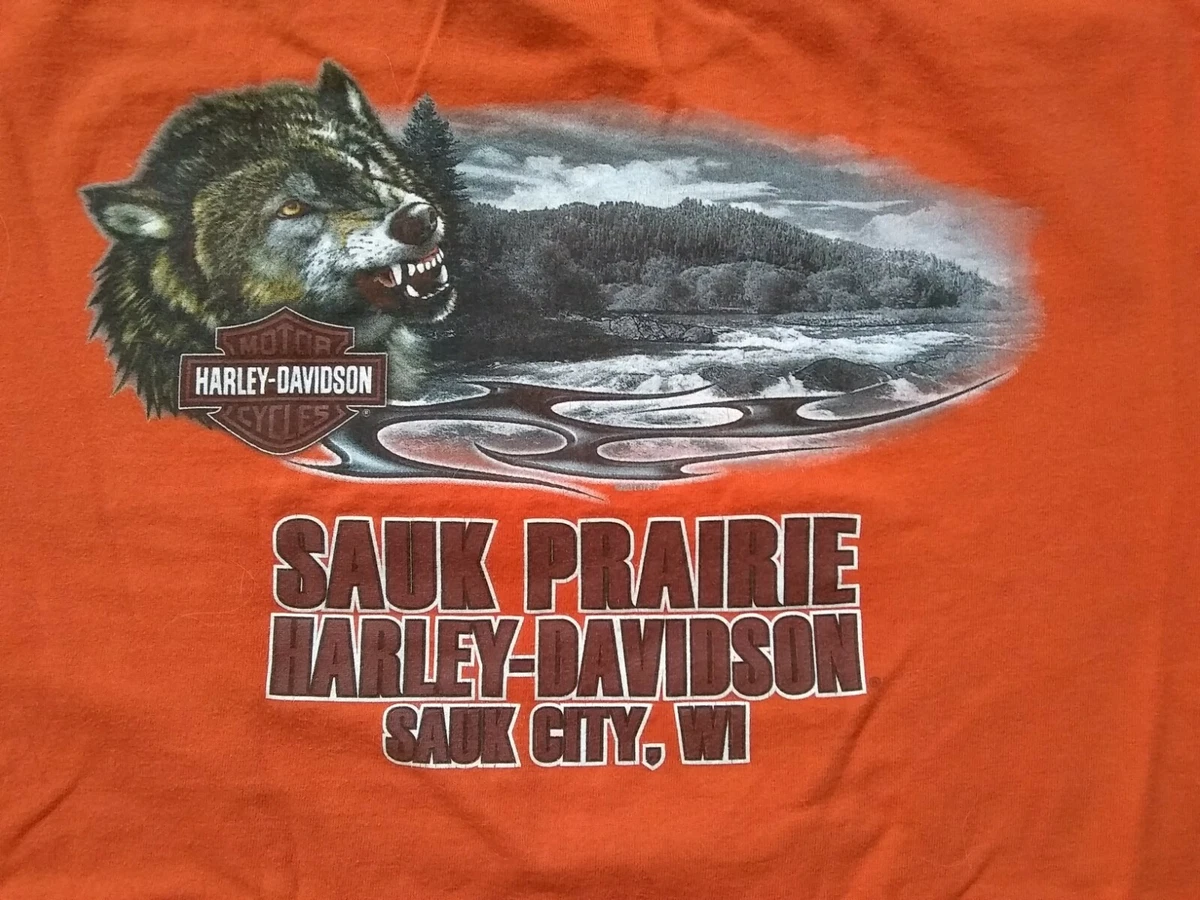 MOTOR
HARLEY-DAVIDSON
CYCLES
®
SAUK PRAIRIE
HARLEY-DAVIDSON®
SAUK CITY, WI